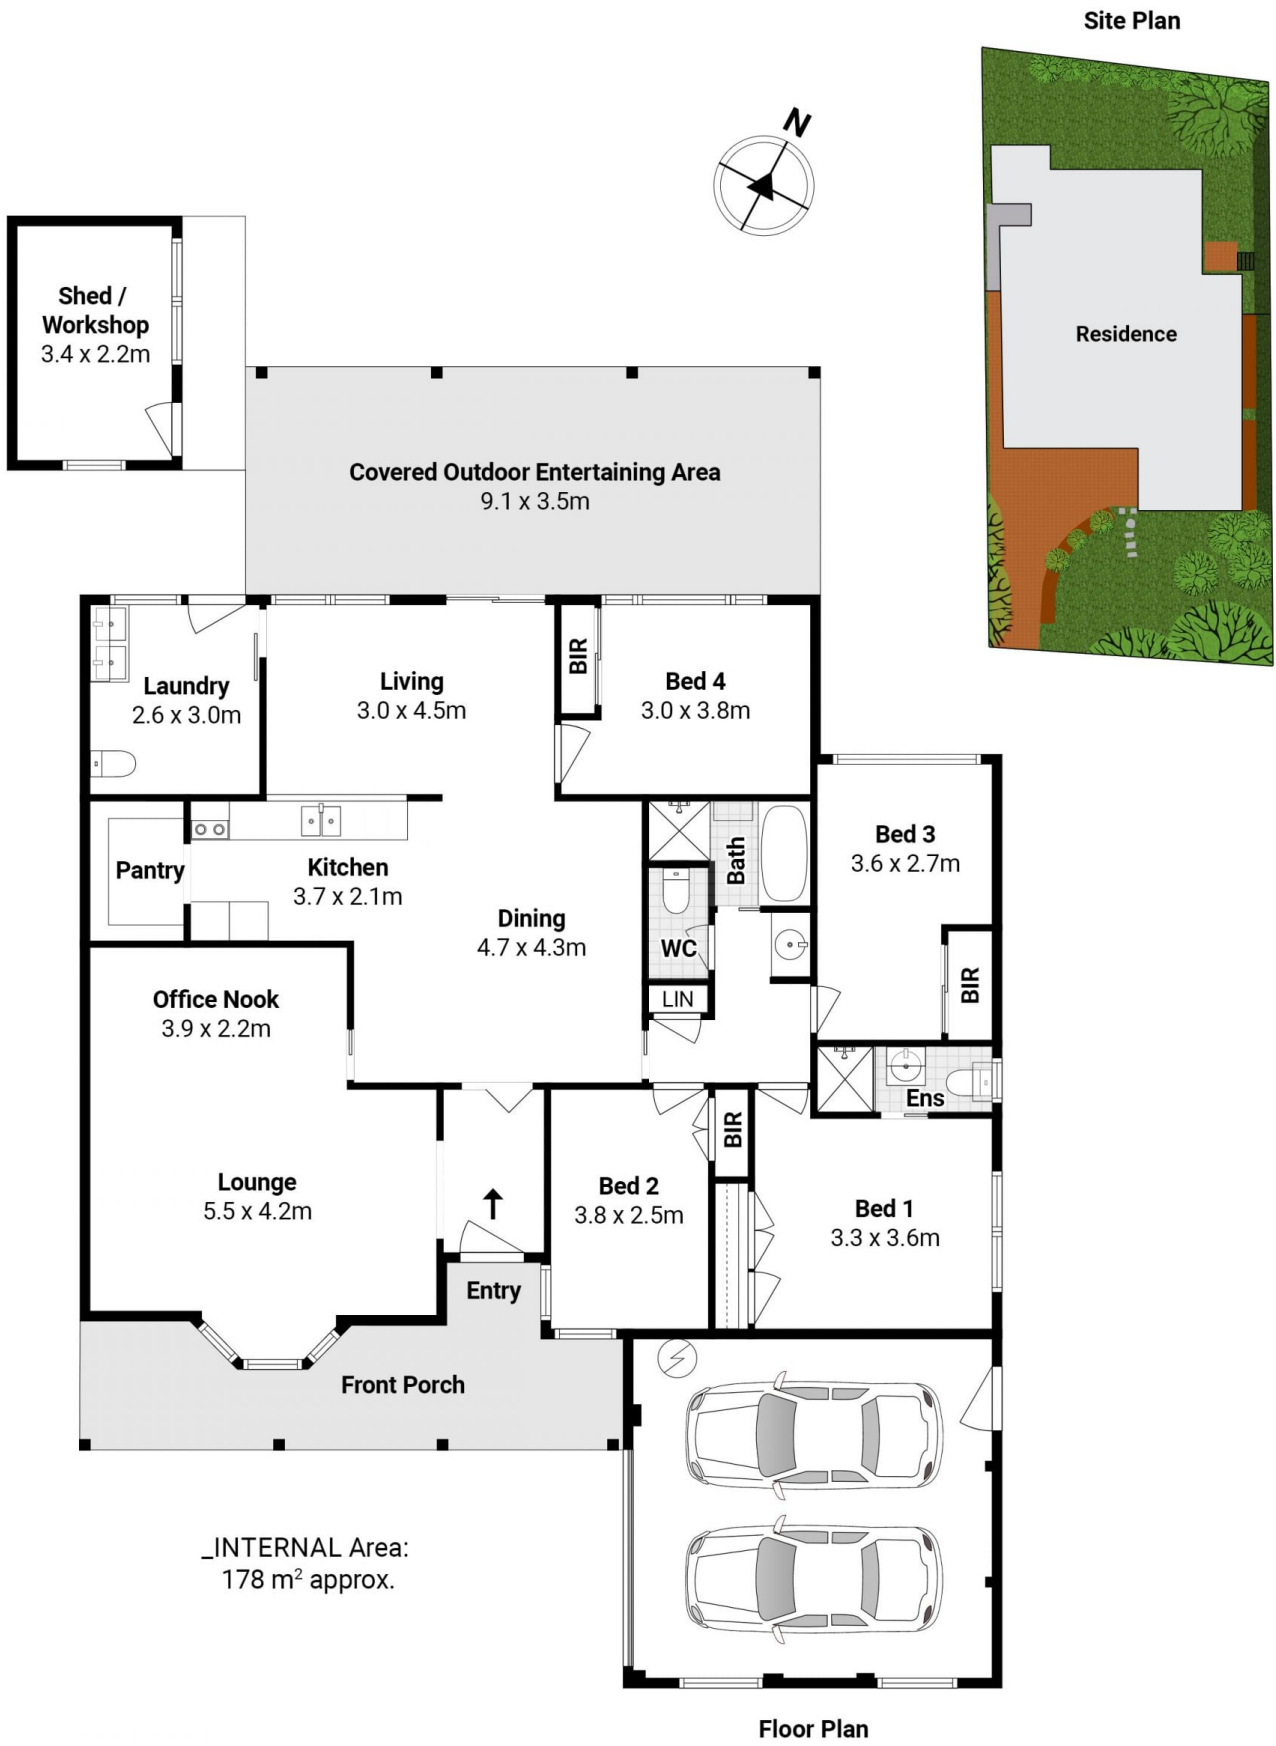 Site Plan
N
Residence
Shed /
Workshop
3.4 x 2.2m
Covered Outdoor Entertaining Area
9.1 x 3.5m
Laundry
2.6 x 3.0m
Living
3.0 x 4.5m
BIR
Bed 4
3.0 x 3.8m
Pantry
Kitchen
3.7 x 2.1m
Dining
4.7 x 4.3m
Bath
WC
LIN
Bed 3
3.6 x 2.7m
BIR
Office Nook
3.9 x 2.2m
Ens
Lounge
5.5 x 4.2m
Bed 2
3.8 x 2.5m
BIR
Bed 1
3.3 x 3.6m
Entry
Front Porch
_INTERNAL Area:
178 m² approx.
Floor Plan